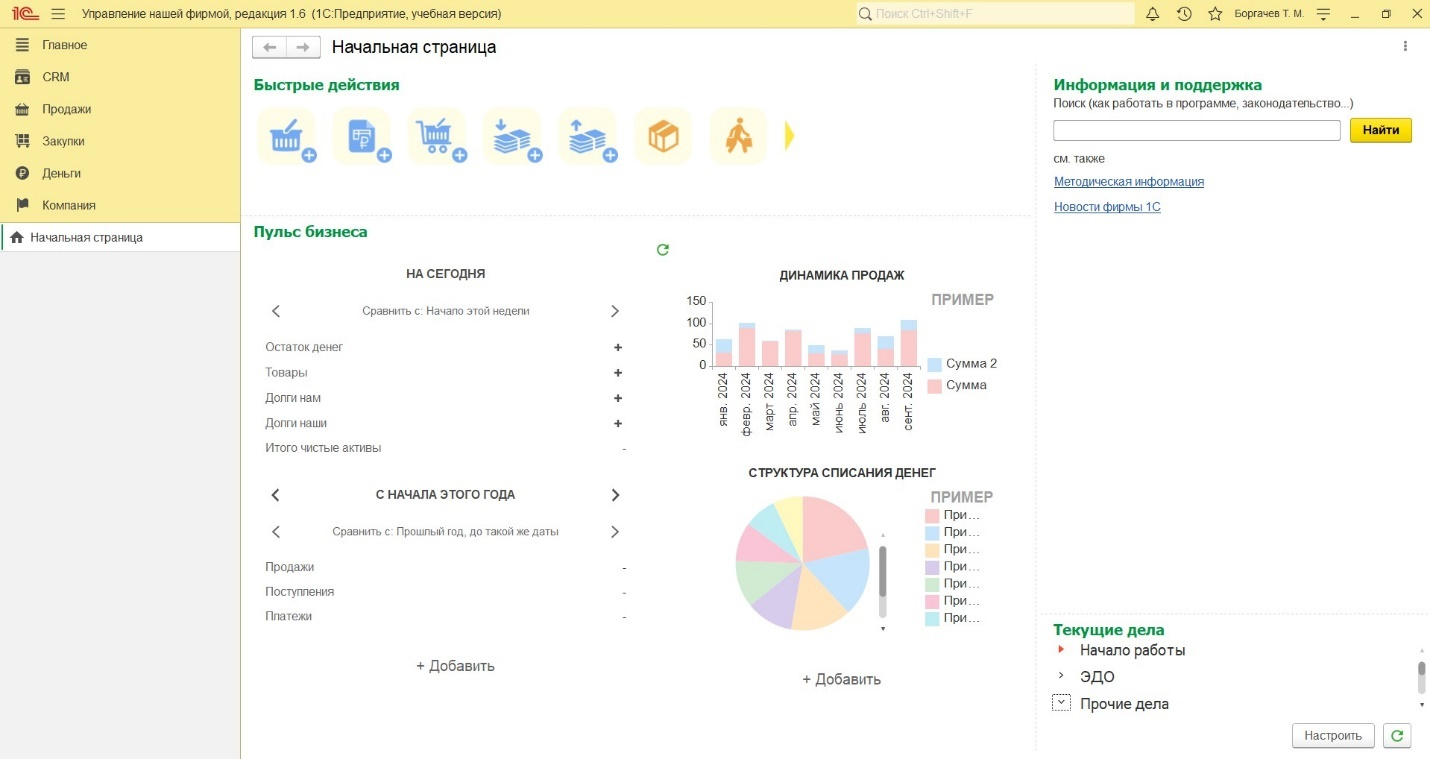 1С Управление нашей фирмой, редакция 1.6 (1С:Предприятие, учебная версия)
Поиск Ctrl+Shift+F
Боргачев Т. М.
Главное
CRM
Продажи
Закупки
Деньги
Компания
Начальная страница
Начальная страница
Быстрые действия
Пульс бизнеса
НА СЕГОДНЯ
Сравнить с: Начало этой недели
Остаток денег +
Товары +
Долги нам +
Долги наши +
Итого чистые активы -
С НАЧАЛА ЭТОГО ГОДА
Сравнить с: Прошлый год, до такой же даты
Продажи -
Поступления -
Платежи -
+ Добавить
ДИНАМИКА ПРОДАЖ
ПРИМЕР
150
100
50
0
янв. 2024
февр. 2024
март 2024
апр. 2024
май 2024
июнь 2024
июль 2024
авг. 2024
сент. 2024
Сумма 2
Сумма
СТРУКТУРА СПИСАНИЯ ДЕНЕГ
ПРИМЕР
При...
При...
При...
При...
При...
При...
При...
+ Добавить
Информация и поддержка
Поиск (как работать в программе, законодательство...)
Найти
см. также
Методическая информация
Новости фирмы 1С
Текущие дела
Начало работы
ЭДО
Прочие дела
Настроить